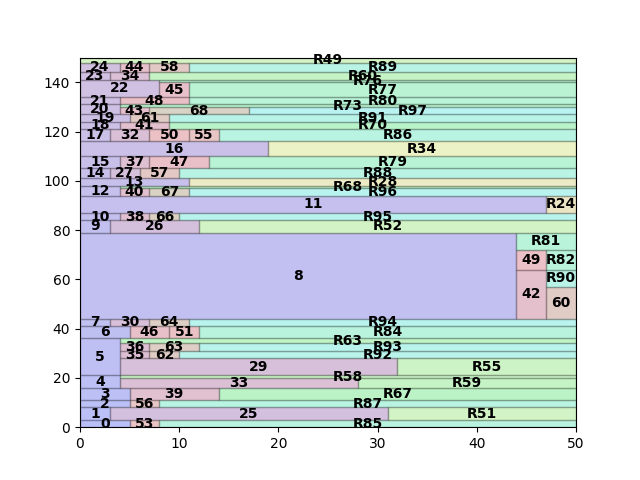 R49
24 44 58 R89
23 34 R60
R76
22 45 R77
21 48 R80
20 43 68 R73 R97
19 61 R91
18 41 R70
140
17 32 50 55 R86
120
16 R34
15 37 47 R79
14 27 57 R88
100
13 R28
R68
12 40 67 R96
11 R24
10 38 66 R95
80
9 26 R52
R81
49 R82
8
R90
60
42 60
7 30 64 R94
40
6 46 51 R84
R63
36 63 R93
5 35 62 R92
29 R55
R58
20
4 33 R59
3 39 R67
2 56 R87
1 25 R51
0 53 R85
0
0 10 20 30 40 50